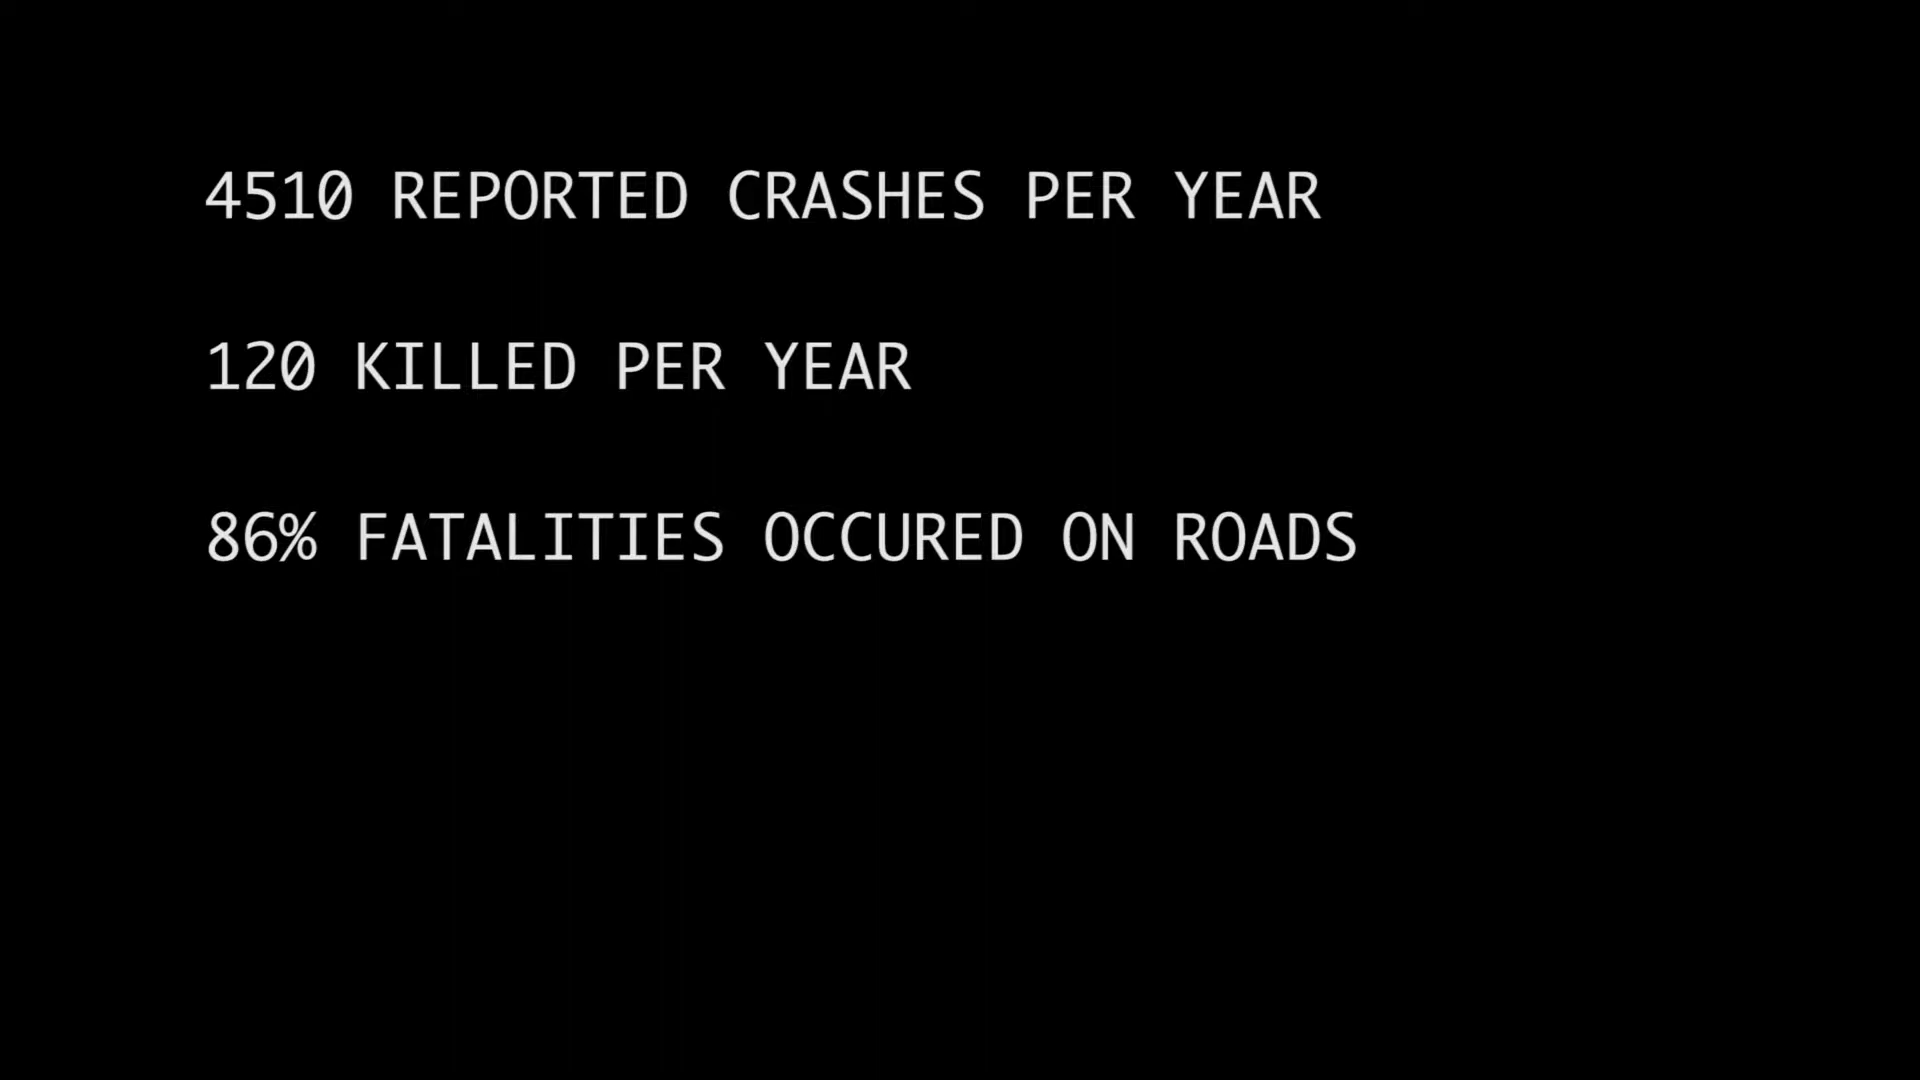 4510 REPORTED CRASHES PER YEAR
120 KILLED PER YEAR
86% FATALITIES OCCURED ON ROADS